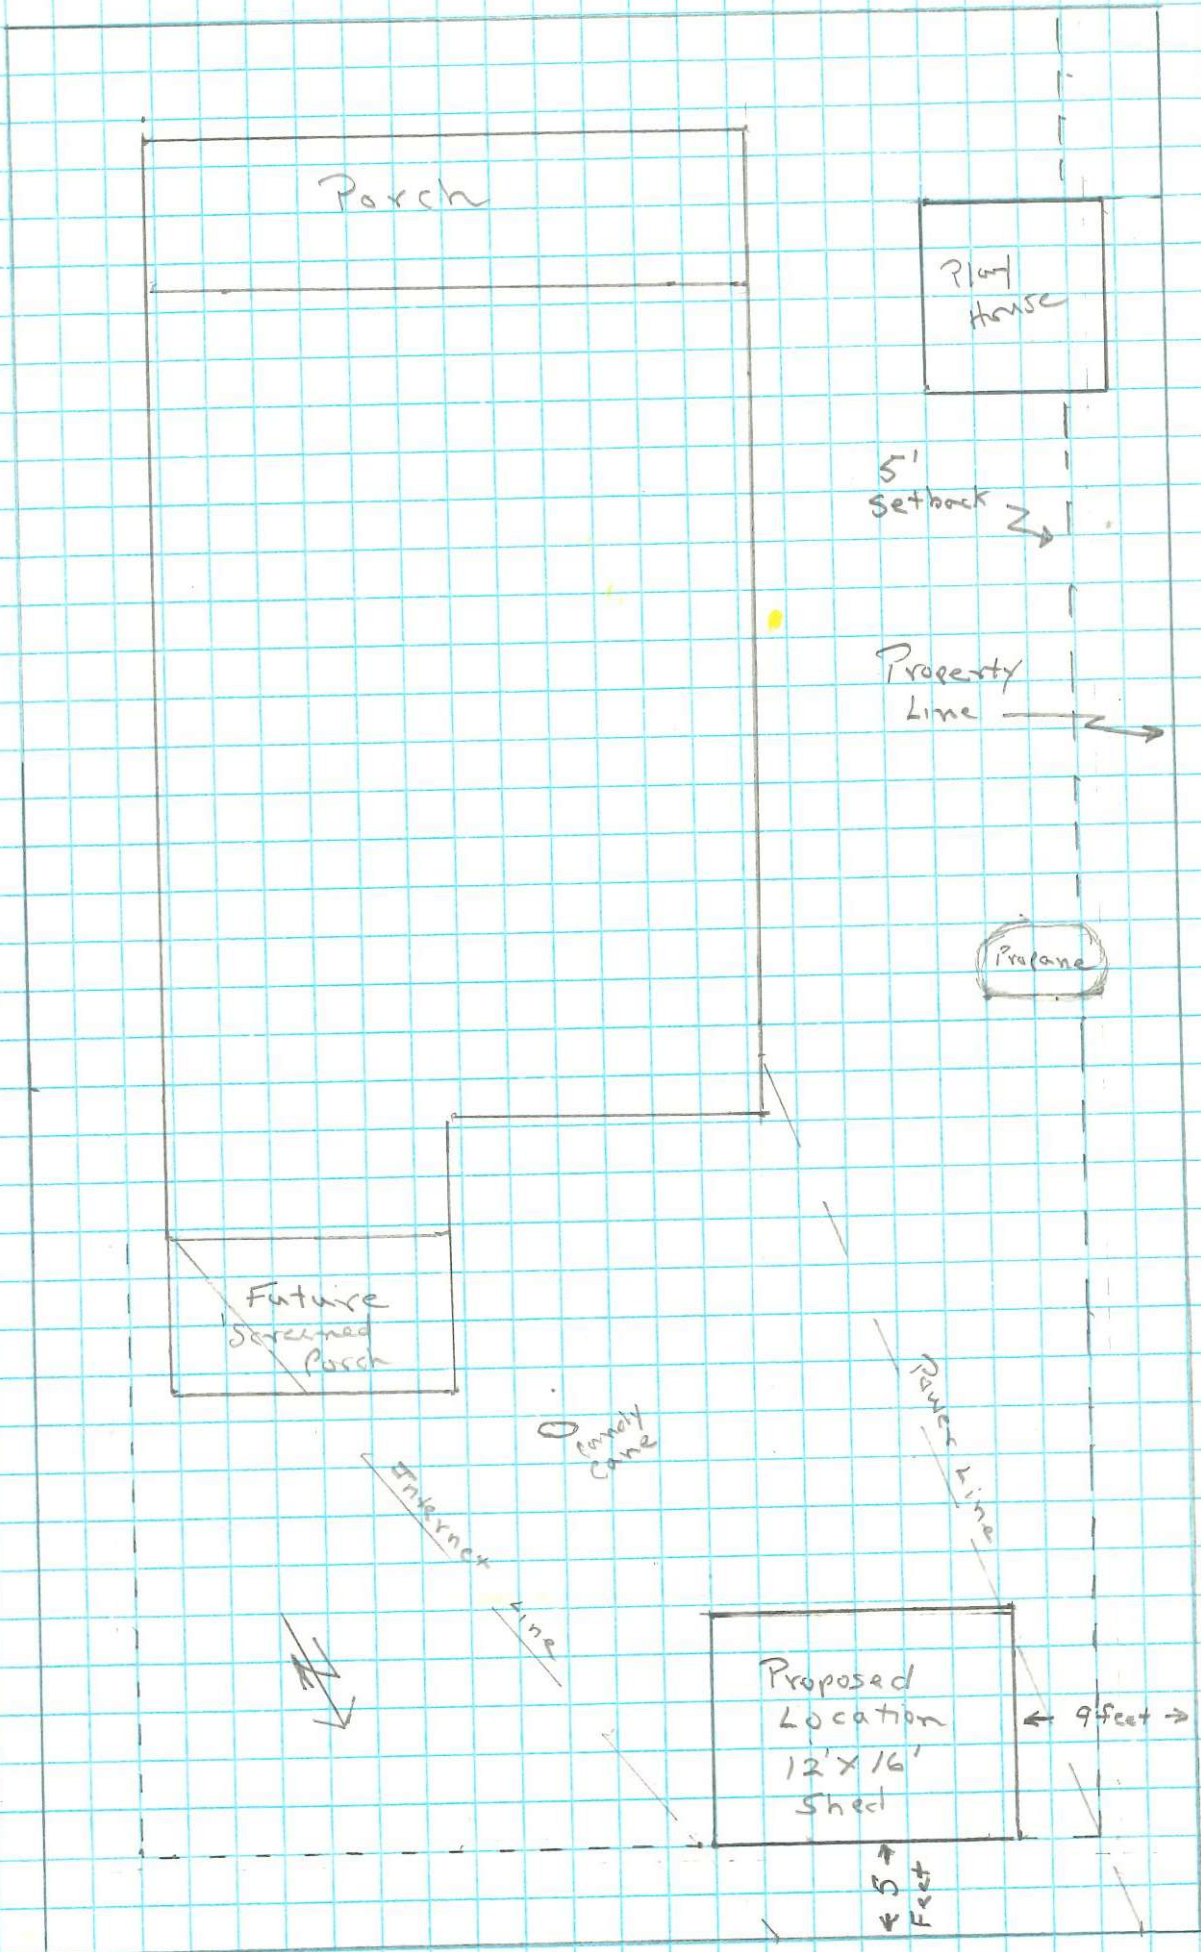 Porch
Play
House
5'
Setback
Property
Line
Propane
Future
Screened
Porch
Candy
Cane
Power Line
Internet
Line
N
Proposed
Location
12' X 16'
Shed
9 feet
5
Feet